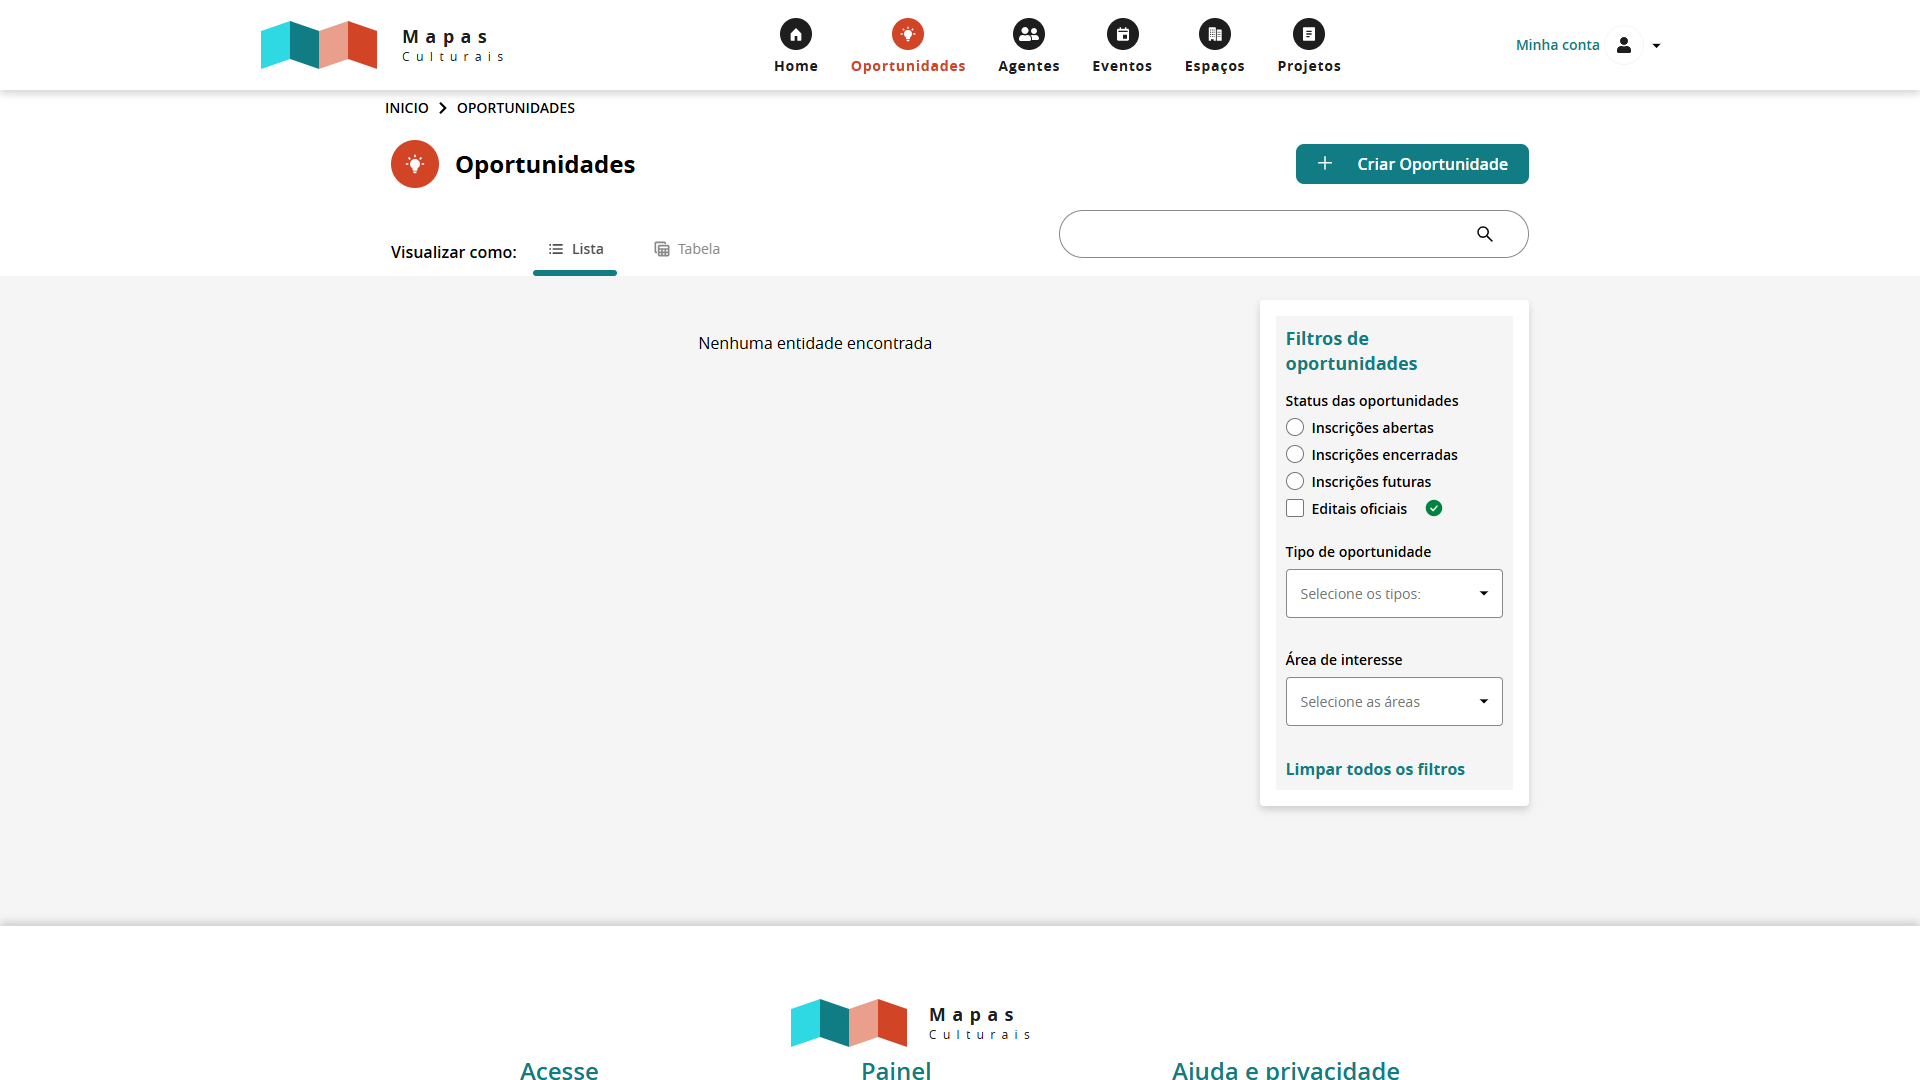 Mapas
Culturais
Home
Oportunidades
Agentes
Eventos
Espaços
Projetos
Minha conta
INICIO
OPORTUNIDADES
Oportunidades
Criar Oportunidade
Visualizar como:
Lista
Tabela
Nenhuma entidade encontrada
Filtros de
oportunidades
Status das oportunidades
Inscrições abertas
Inscrições encerradas
Inscrições futuras
Editais oficiais
Tipo de oportunidade
Selecione os tipos:
Área de interesse
Selecione as áreas
Limpar todos os filtros
Mapas
Culturais
Acesse
Painel
Ajuda e privacidade